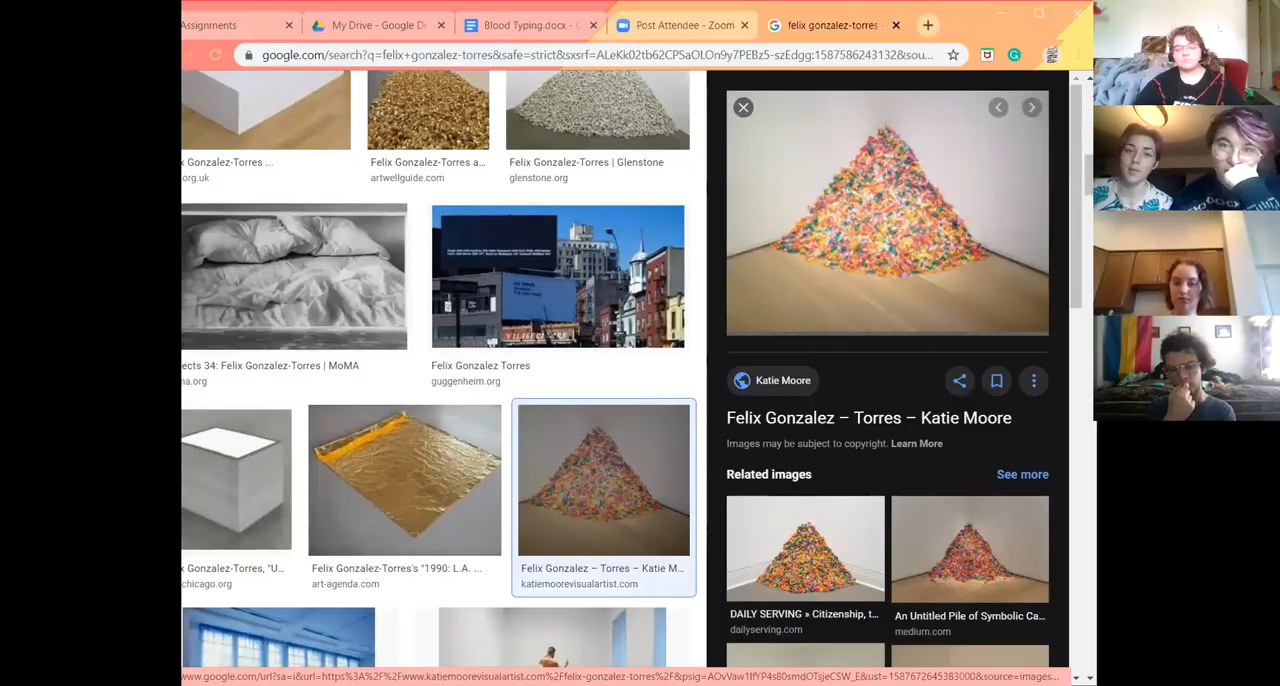 Assignments
My Drive - Google Dr
Blood Typing.docx - G
Post Attendee - Zoom
felix gonzalez-torres -
google.com/search?q=felix+gonzalez-torres&safe=strict&sxsrf=ALeKk02tb62CPSaOLOn9y7PEBz5-szEdgg:1587586243132&sou...
x Gonzalez-Torres ...
org.uk
Felix Gonzalez-Torres a...
artwellguide.com
Felix Gonzalez-Torres | Glenstone
glenstone.org
ects 34: Felix Gonzalez-Torres | MoMA
na.org
Felix Gonzalez Torres
guggenheim.org
x Gonzalez-Torres, "U...
chicago.org
Felix Gonzalez-Torres's "1990: L.A. ...
art-agenda.com
Felix Gonzalez – Torres – Katie M...
katiemoorevisualartist.com
Katie Moore
Felix Gonzalez – Torres – Katie Moore
Images may be subject to copyright. Learn More
Related images
See more
DAILY SERVING » Citizenship, t...
dailyserving.com
An Untitled Pile of Symbolic Ca...
medium.com
www.google.com/url?sa=i&url=https%3A%2F%2Fwww.katiemoorevisualartist.com%2Ffelix-gonzalez-torres%2F&psig=AOvVaw1IfYP4s80smdOTsjeCSW_E&ust=1587672645383000&source=images...